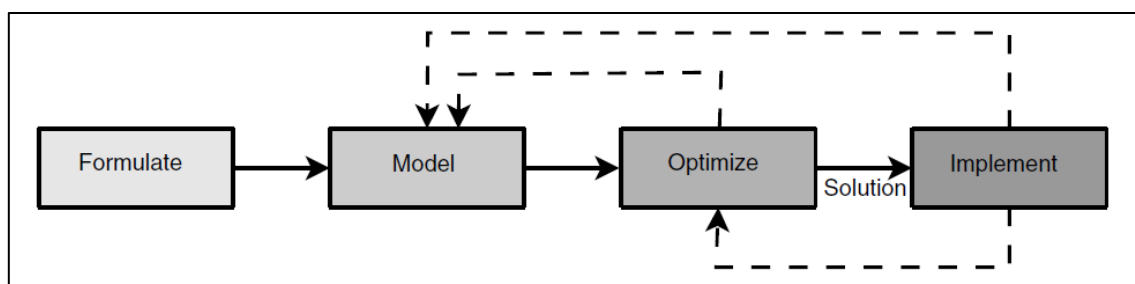 Formulate
Model
Optimize
Solution
Implement